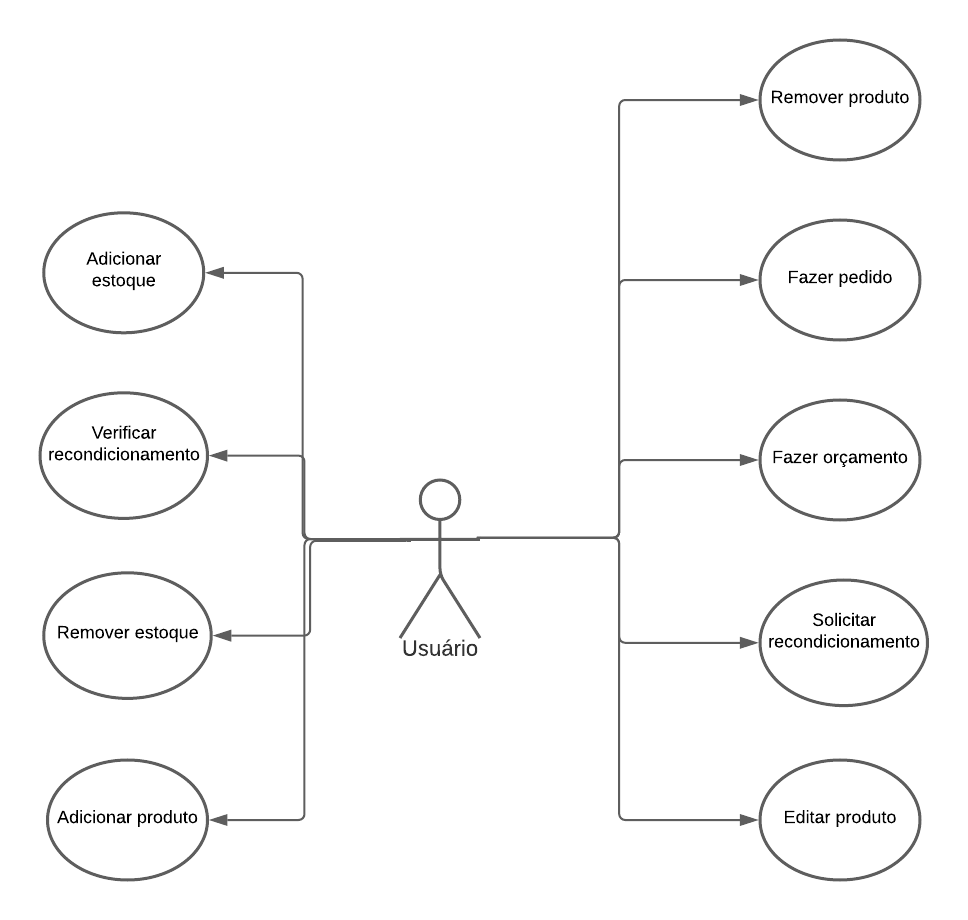 Remover produto
Adicionar
estoque
Fazer pedido
Verificar
recondicionamento
Fazer orçamento
Usuário
Remover estoque
Solicitar
recondicionamento
Adicionar produto
Editar produto